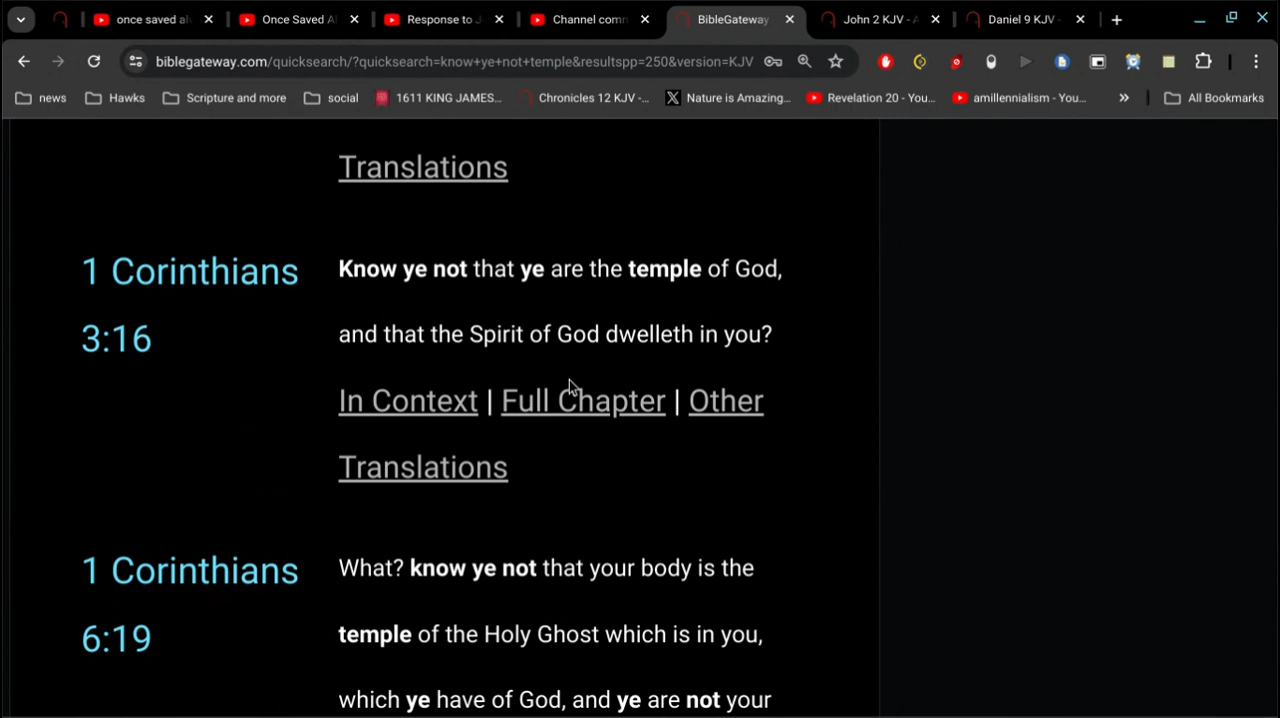 once saved al
Once Saved Al
Response to J
Channel comm
BibleGateway
John 2 KJV - A
Daniel 9 KJV -
biblegateway.com/quicksearch/?quicksearch=know+ye+not+temple&resultspp=250&version=KJV
news
Hawks
Scripture and more
social
1611 KING JAMES...
Chronicles 12 KJV -...
Nature is Amazing...
Revelation 20 - You...
amillennialism - You...
All Bookmarks
Translations
1 Corinthians
3:16
Know ye not that ye are the temple of God,
and that the Spirit of God dwelleth in you?
In Context | Full Chapter | Other
Translations
1 Corinthians
6:19
What? know ye not that your body is the
temple of the Holy Ghost which is in you,
which ye have of God, and ye are not your